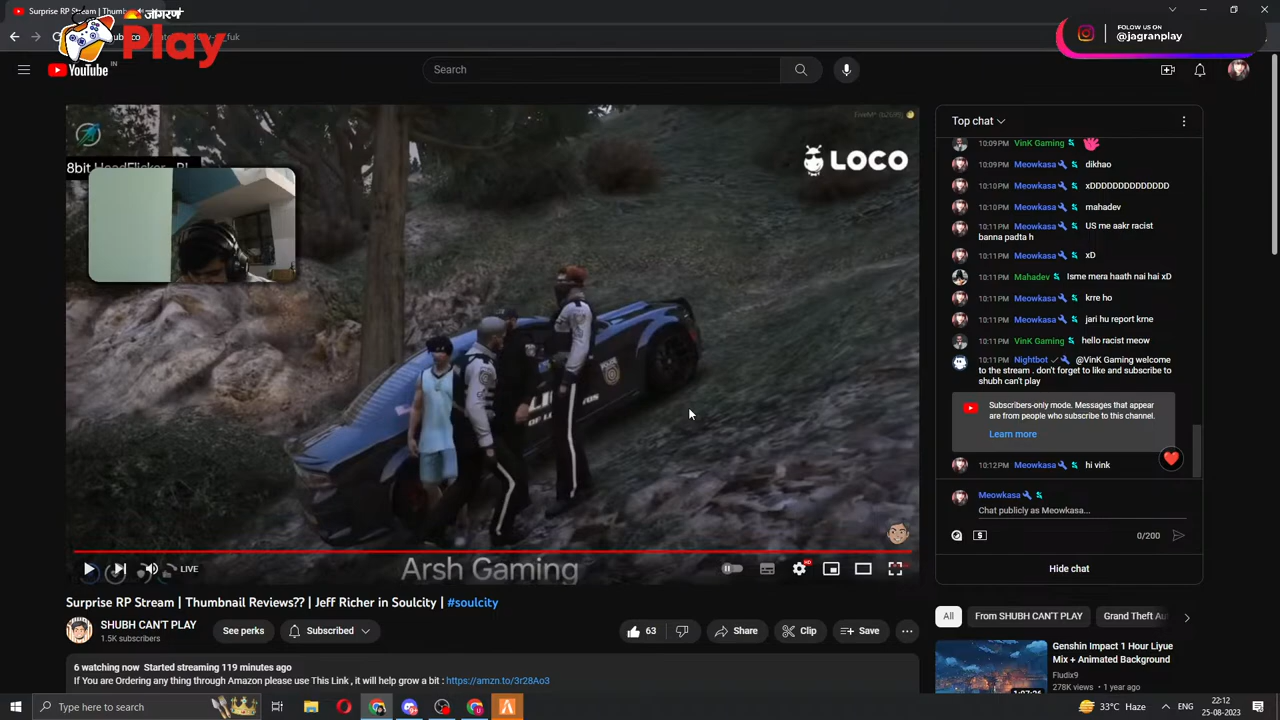 Surprise RP Stream | Thumb
जागरण
Play
FOLLOW US ON
@jagranplay
YouTube
IN
Search
8bit HeadFlicker
LOCO
Arsh Gaming
LIVE
HD
Surprise RP Stream | Thumbnail Reviews?? | Jeff Richer in Soulcity | #soulcity
SHUBH CAN'T PLAY
1.5K subscribers
See perks
Subscribed
63
Share
Clip
Save
6 watching now Started streaming 119 minutes ago
If You are Ordering any thing through Amazon please use This Link , it will help grow a bit : https://amzn.to/3r28Ao3
Top chat
10:09PM VinK Gaming
10:09PM Meowkasa dikhao
10:10PM Meowkasa xDDDDDDDDDDDDDD
10:10PM Meowkasa mahadev
10:11PM Meowkasa US me aakr racist
banna padta h
10:11PM Meowkasa xD
10:11PM Mahadev Isme mera haath nai hai xD
10:11PM Meowkasa krre ho
10:11PM Meowkasa jari hu report krne
10:11PM VinK Gaming hello racist meow
10:11PM Nightbot @VinK Gaming welcome
to the stream . don't forget to like and subscribe to
shubh can't play
Subscribers-only mode. Messages that appear
are from people who subscribe to this channel.
Learn more
10:12PM Meowkasa hi vink
Meowkasa
Chat publicly as Meowkasa...
0/200
Hide chat
All
From SHUBH CAN'T PLAY
Grand Theft Au
Genshin Impact 1 Hour Liyue
Mix + Animated Background
Fludix9
278K views • 1 year ago
1:07:26
Type here to search
33°C Haze
ENG
22:12
25-08-2023